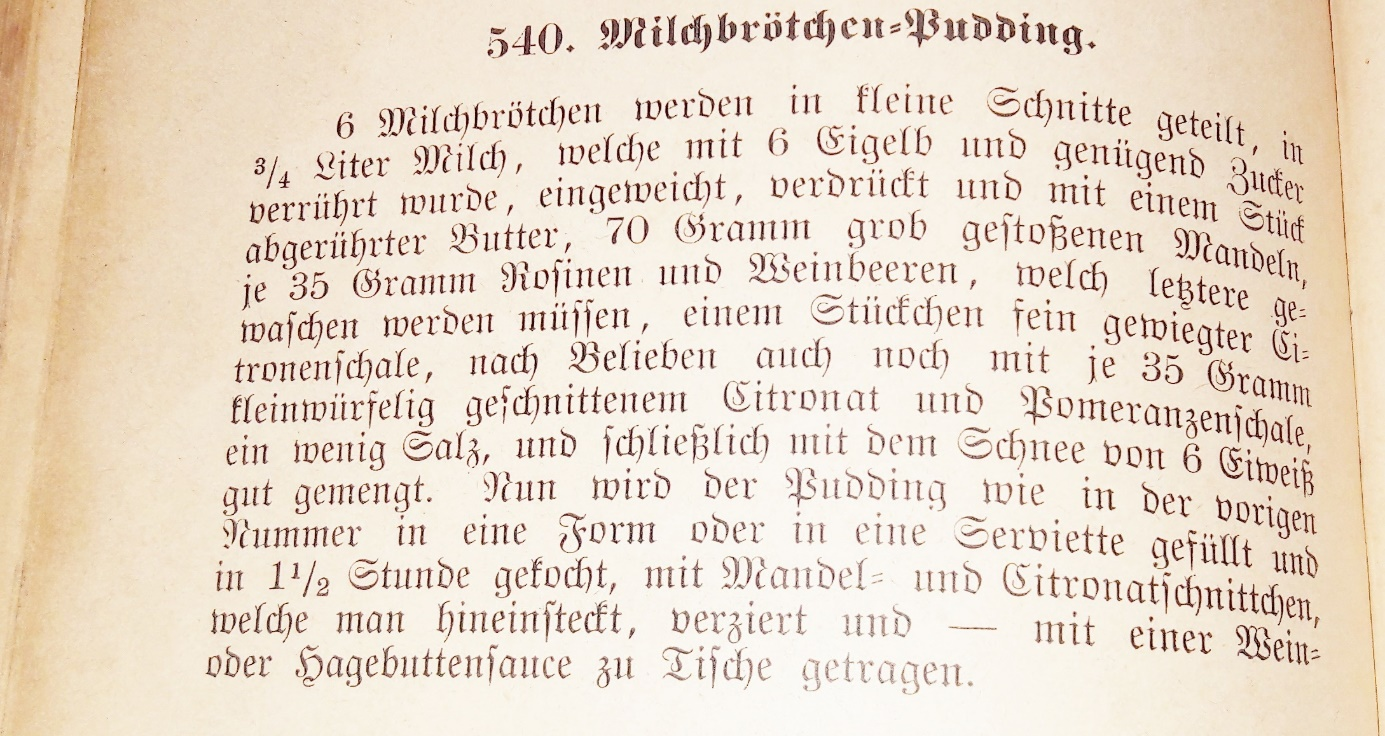 540. Milchbrötchen-Pudding.
6 Milchbrötchen werden in kleine Schnitte geteilt, in
3/4 Liter Milch, welche mit 6 Eigelb und genügend Zucker
verrührt wurde, eingeweicht, verdrückt und mit einem Stück
abgerührter Butter, 70 Gramm grob gestoßenen Mandeln,
je 35 Gramm Rosinen und Weinbeeren, welch letztere ge-
waschen werden müssen, einem Stückchen fein gewiegter Ci-
tronenschale, nach Belieben auch noch mit je 35 Gramm
kleinwürfelig geschnittenem Citronat und Pomeranzenschale,
ein wenig Salz, und schließlich mit dem Schnee von 6 Eiweiß
gut gemengt. Nun wird der Pudding wie in der vorigen
Nummer in eine Form oder in eine Serviette gefüllt und
in 1 1/2 Stunde gekocht, mit Mandel- und Citronatschnittchen,
welche man hineinsteckt, verziert und — mit einer Wein-
oder Hagebuttensauce zu Tische getragen.